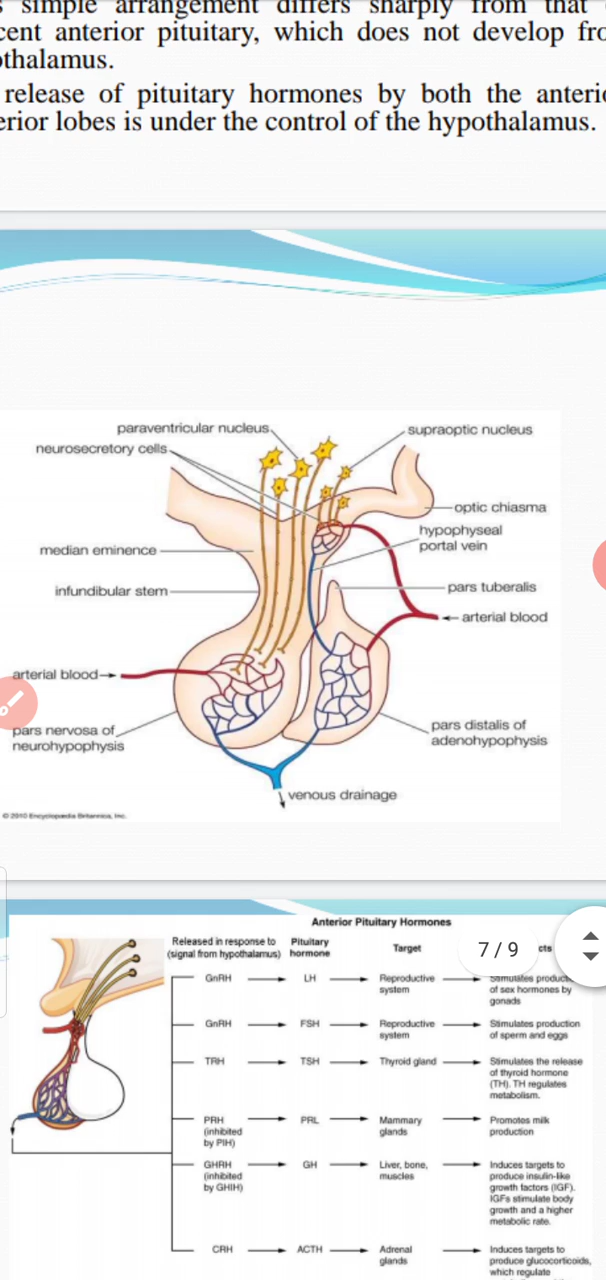 simple arrangement differs sharply from that
cent anterior pituitary, which does not develop fro
othalamus.
release of pituitary hormones by both the anterio
erior lobes is under the control of the hypothalamus.
paraventricular nucleus
supraoptic nucleus
neurosecretory cells
optic chiasma
hypophyseal
portal vein
median eminence
pars tuberalis
infundibular stem
arterial blood
arterial blood
pars nervosa of
neurohypophysis
pars distalis of
adenohypophysis
venous drainage
© 2010 Encyclopædia Britannica, Inc.
Anterior Pituitary Hormones
Released in response to
(signal from hypothalamus)
Pituitary
hormone
Target
7 / 9
cts
GnRH LH Reproductive
system
Stimulates produc
of sex hormones by
gonads
GnRH FSH Reproductive
system
Stimulates production
of sperm and eggs
TRH TSH Thyroid gland
Stimulates the release
of thyroid hormone
(TH). TH regulates
metabolism.
PRH
(inhibited
by PIH)
PRL Mammary
glands
Promotes milk
production
GHRH
(inhibited
by GHIH)
GH Liver, bone,
muscles
Induces targets to
produce insulin-like
growth factors (IGF).
IGFs stimulate body
growth and a higher
metabolic rate.
CRH ACTH Adrenal
glands
Induces targets to
produce glucocorticoids,
which regulate